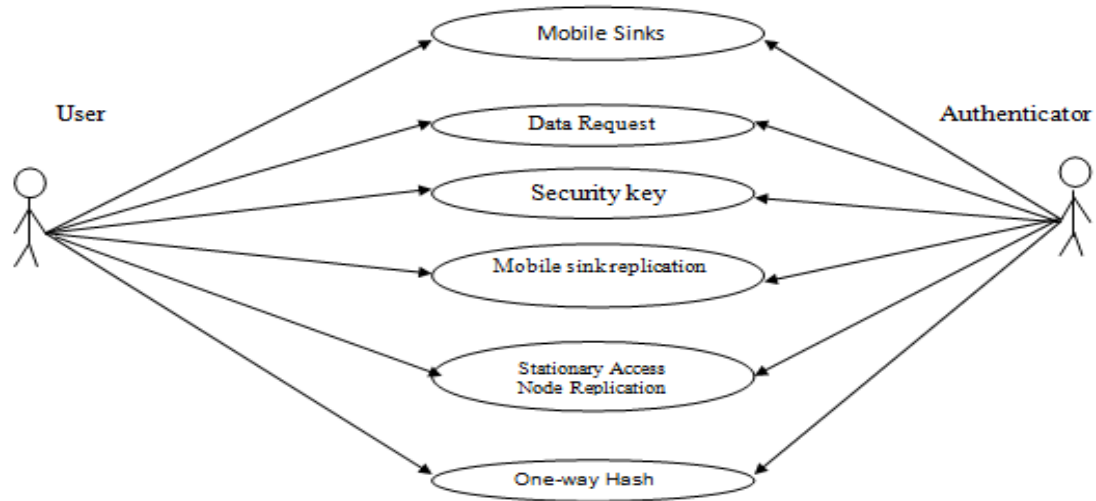 Mobile Sinks
User
Data Request
Authenticator
Security key
Mobile sink replication
Stationary Access
Node Replication
One-way Hash